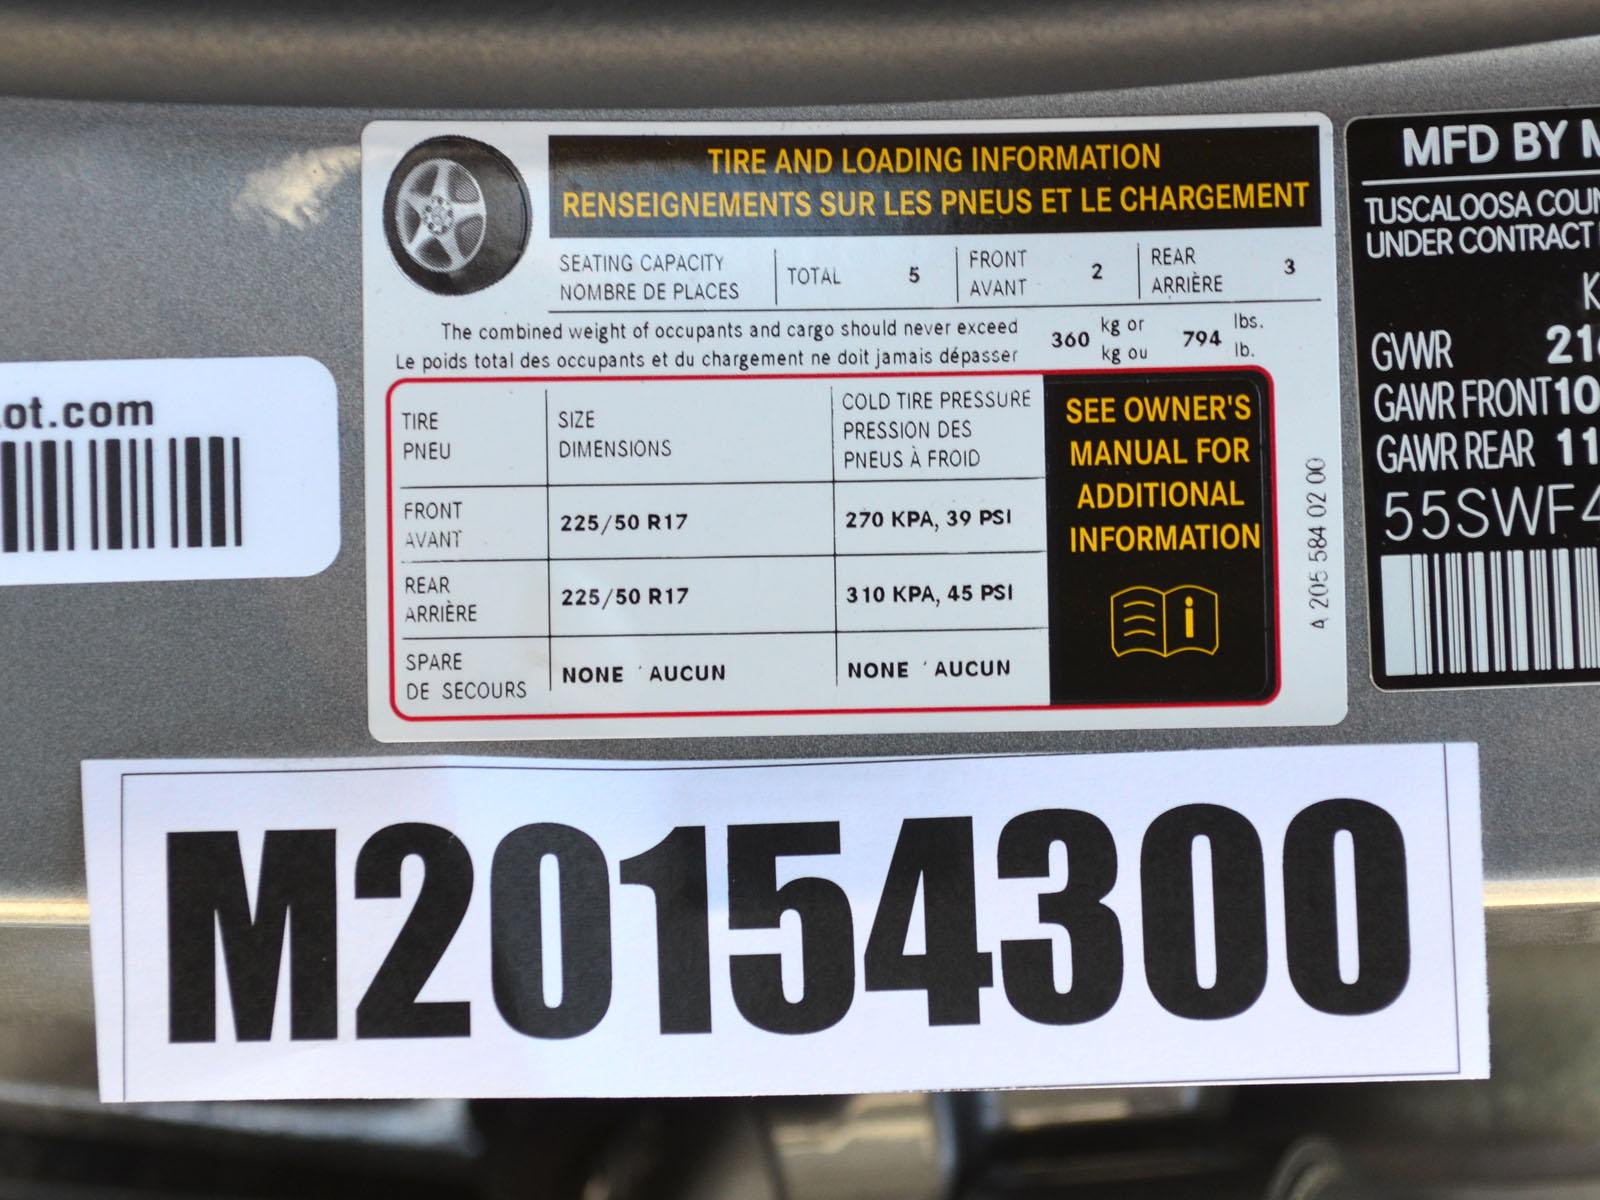 TIRE AND LOADING INFORMATION
RENSEIGNEMENTS SUR LES PNEUS ET LE CHARGEMENT
SEATING CAPACITY
NOMBRE DE PLACES
TOTAL 5
FRONT
AVANT
2
REAR
ARRIÈRE
3
The combined weight of occupants and cargo should never exceed
Le poids total des occupants et du chargement ne doit jamais dépasser
360
kg or
kg ou
794
lbs.
lb.
TIRE
PNEU
SIZE
DIMENSIONS
COLD TIRE PRESSURE
PRESSION DES
PNEUS À FROID
FRONT
AVANT
225/50 R17
270 KPA, 39 PSI
REAR
ARRIÈRE
225/50 R17
310 KPA, 45 PSI
SPARE
DE SECOURS
NONE ' AUCUN
NONE ' AUCUN
SEE OWNER'S
MANUAL FOR
ADDITIONAL
INFORMATION
i
A 205 584 02 00
ot.com
MFD BY
TUSCALOOSA
UNDER CONTRACT
GVWR
GAWR FRONT
GAWR REAR
55SWF4
M20154300